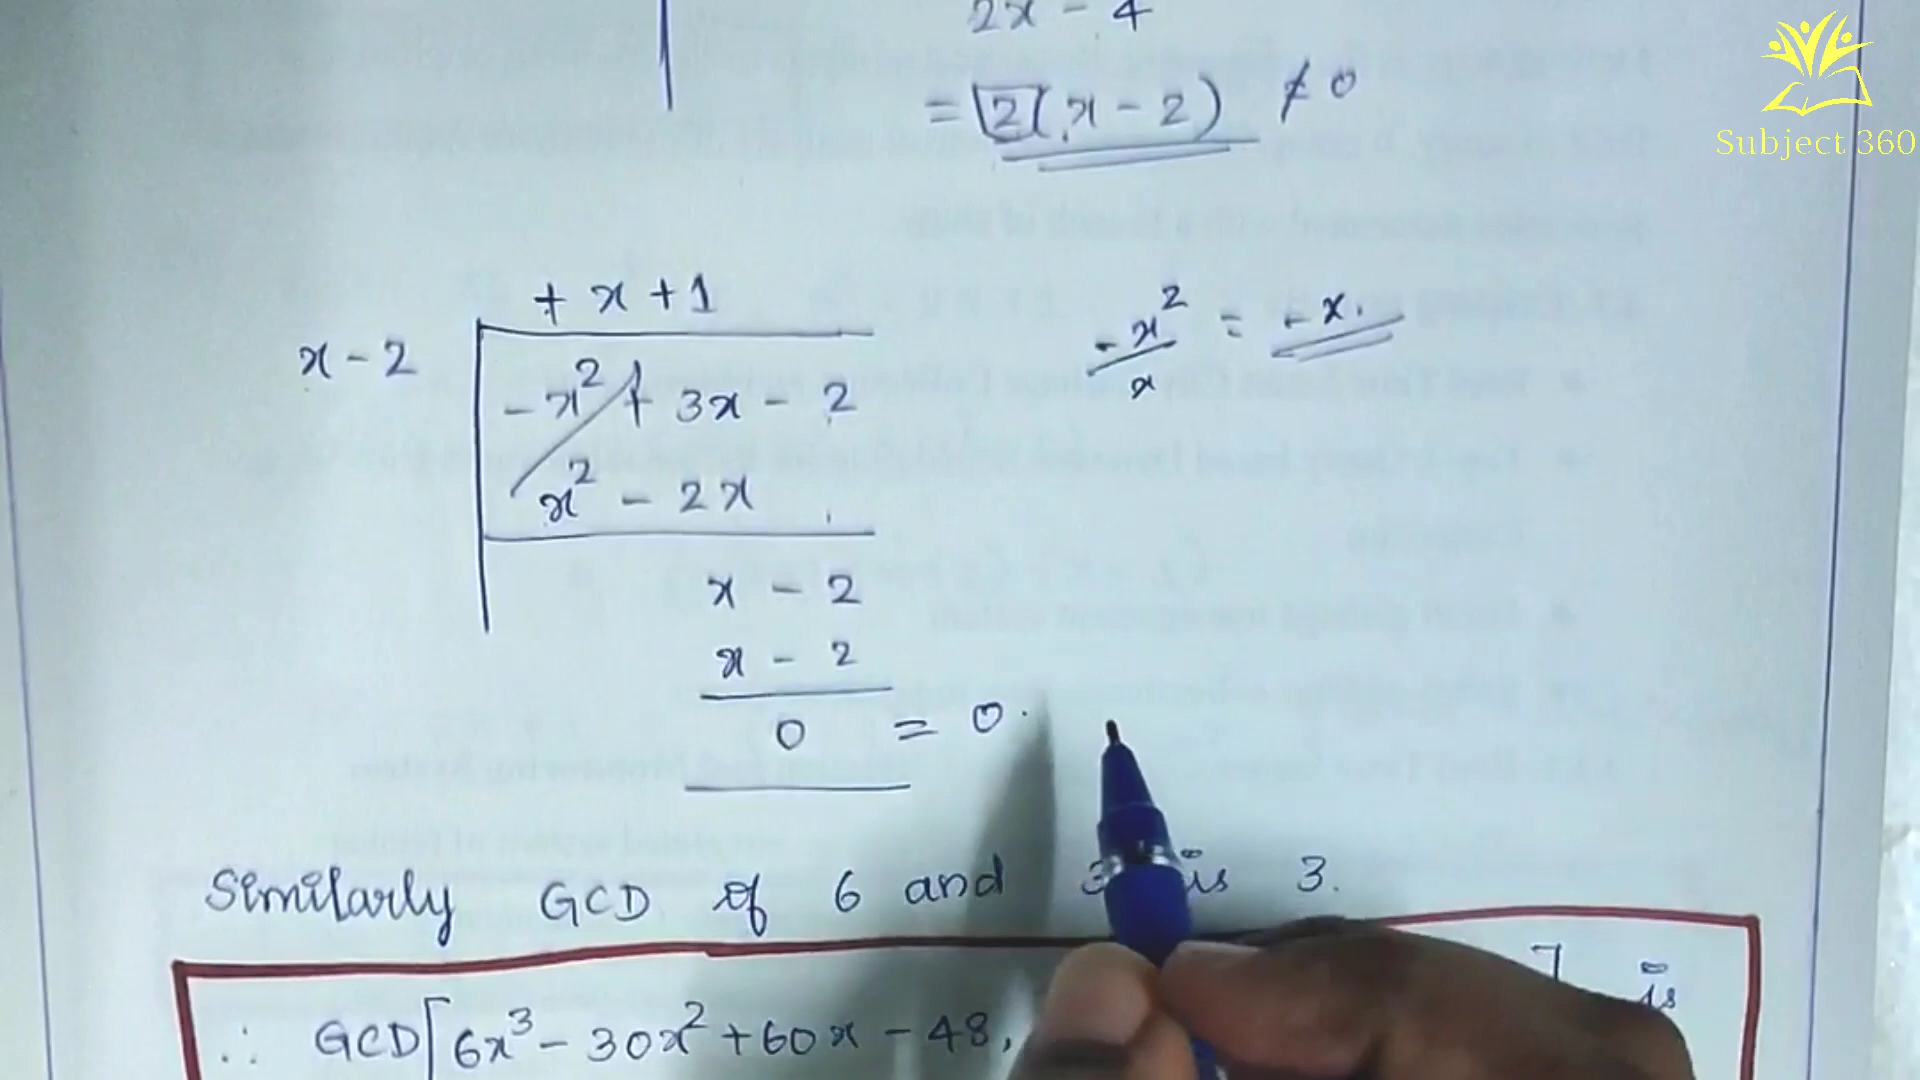 2x - 4
= 2(x - 2) ≠ 0
Subject 360
+ x + 1
x - 2
- x² + 3x - 2
x² - 2x
x - 2
x - 2
0 = 0.
-x²/x = -x.
Similarly GCD of 6 and 3 is 3.
∴ GCD[6x³ - 30x² + 60x - 48, ] is